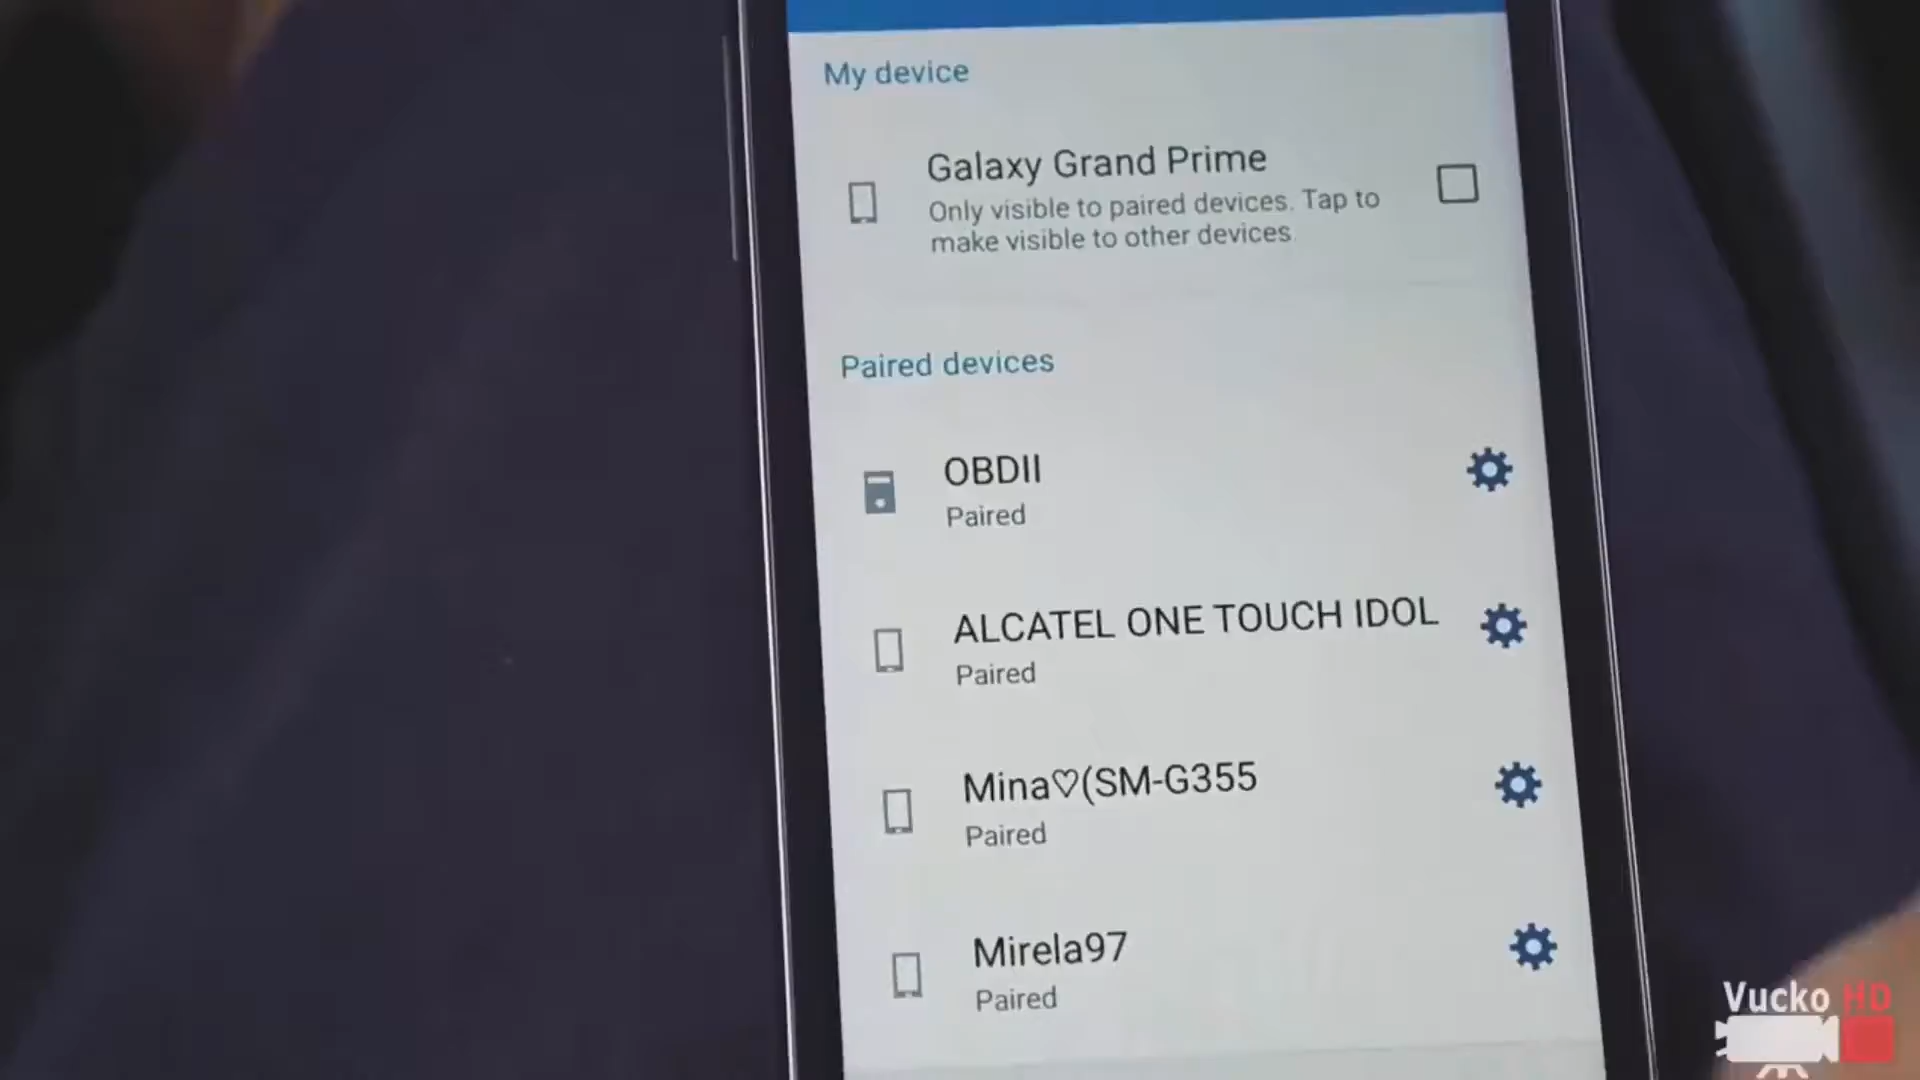 My device
Galaxy Grand Prime
Only visible to paired devices. Tap to
make visible to other devices.
Paired devices
OBDII
Paired
ALCATEL ONE TOUCH IDOL
Paired
Mina♡(SM-G355
Paired
Mirela97
Paired
Vucko HD